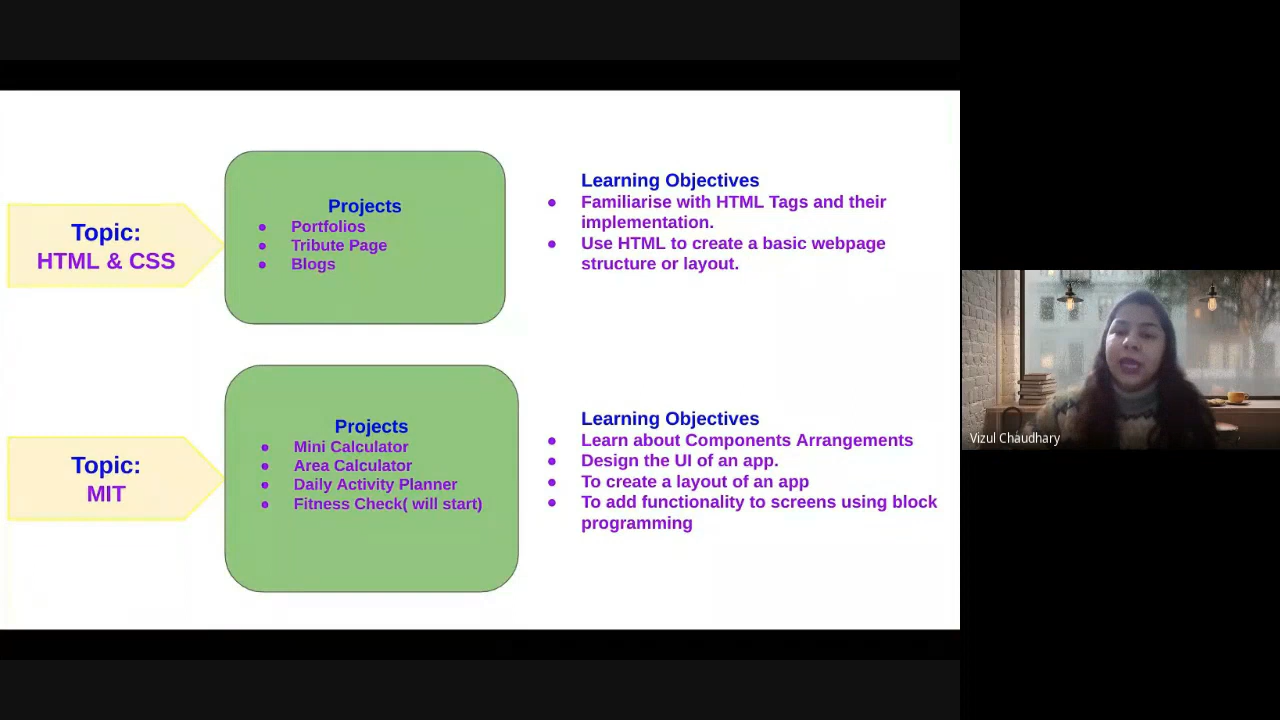 Topic:
HTML & CSS
Projects
● Portfolios
● Tribute Page
● Blogs
Learning Objectives
● Familiarise with HTML Tags and their
implementation.
● Use HTML to create a basic webpage
structure or layout.
Topic:
MIT
Projects
● Mini Calculator
● Area Calculator
● Daily Activity Planner
● Fitness Check( will start)
Learning Objectives
● Learn about Components Arrangements
● Design the UI of an app.
● To create a layout of an app
● To add functionality to screens using block
programming
Vizul Chaudhary